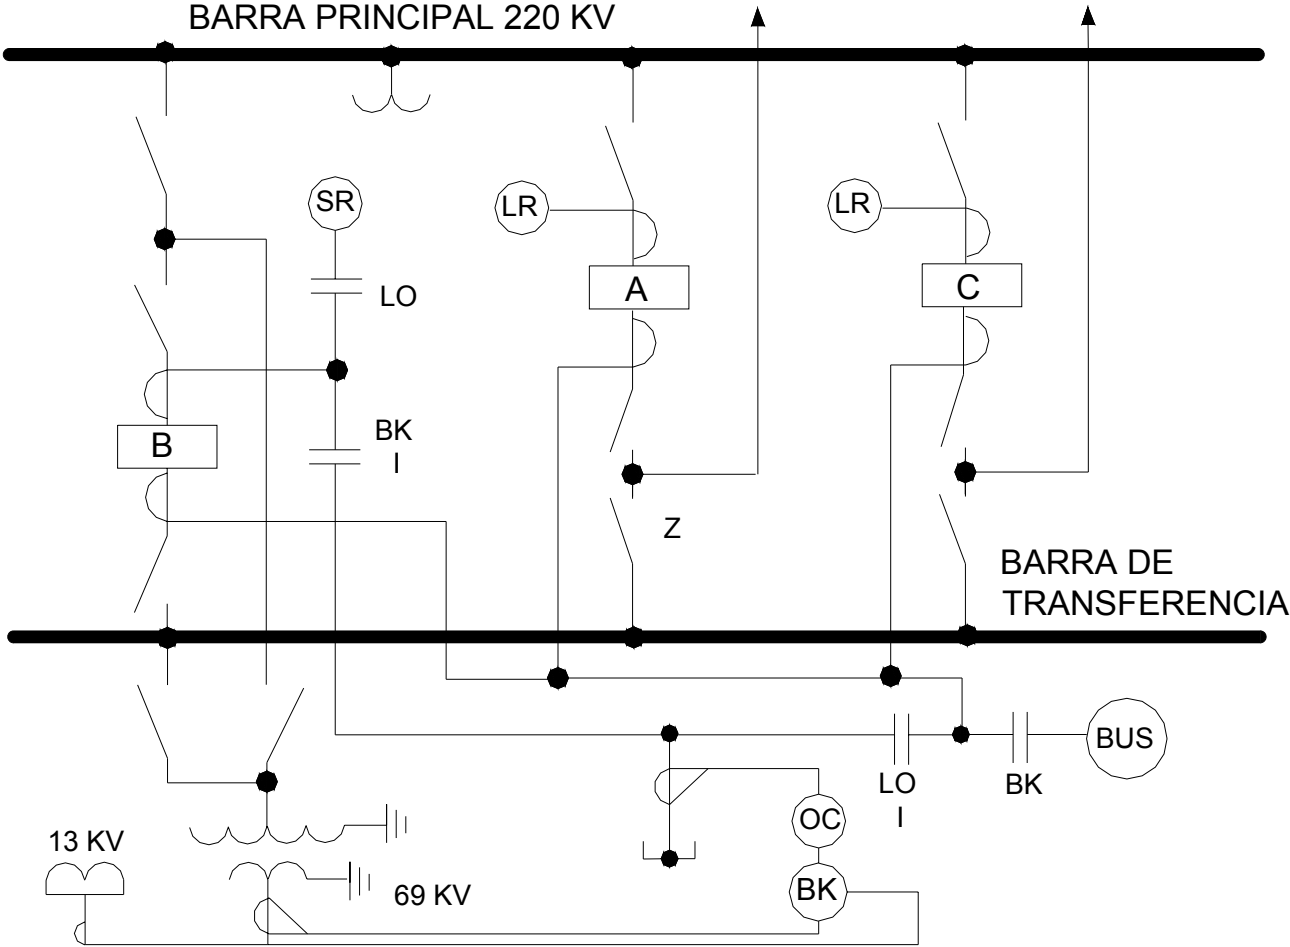 BARRA PRINCIPAL 220 KV
SR
LR
LR
LO
A
C
BK
I
B
Z
BARRA DE
TRANSFERENCIA
BUS
LO
I
BK
OC
13 KV
69 KV
BK